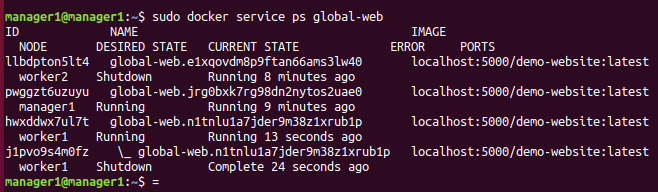 manager1@manager1:~$ sudo docker service ps global-web
ID NAME IMAGE
NODE DESIRED STATE CURRENT STATE ERROR PORTS
llbdpton5lt4 global-web.e1xqovdm8p9ftan66ams3lw40 localhost:5000/demo-website:latest
worker2 Shutdown Running 8 minutes ago
pwggzt6uzuyu global-web.jrg0bxk7rg98dn2nytos2uae0 localhost:5000/demo-website:latest
manager1 Running Running 9 minutes ago
hwxddwx7ul7t global-web.n1tnlu1a7jder9m38z1xrub1p localhost:5000/demo-website:latest
worker1 Running Running 13 seconds ago
j1pvo9s4m0fz \_ global-web.n1tnlu1a7jder9m38z1xrub1p localhost:5000/demo-website:latest
worker1 Shutdown Complete 24 seconds ago
manager1@manager1:~$ =